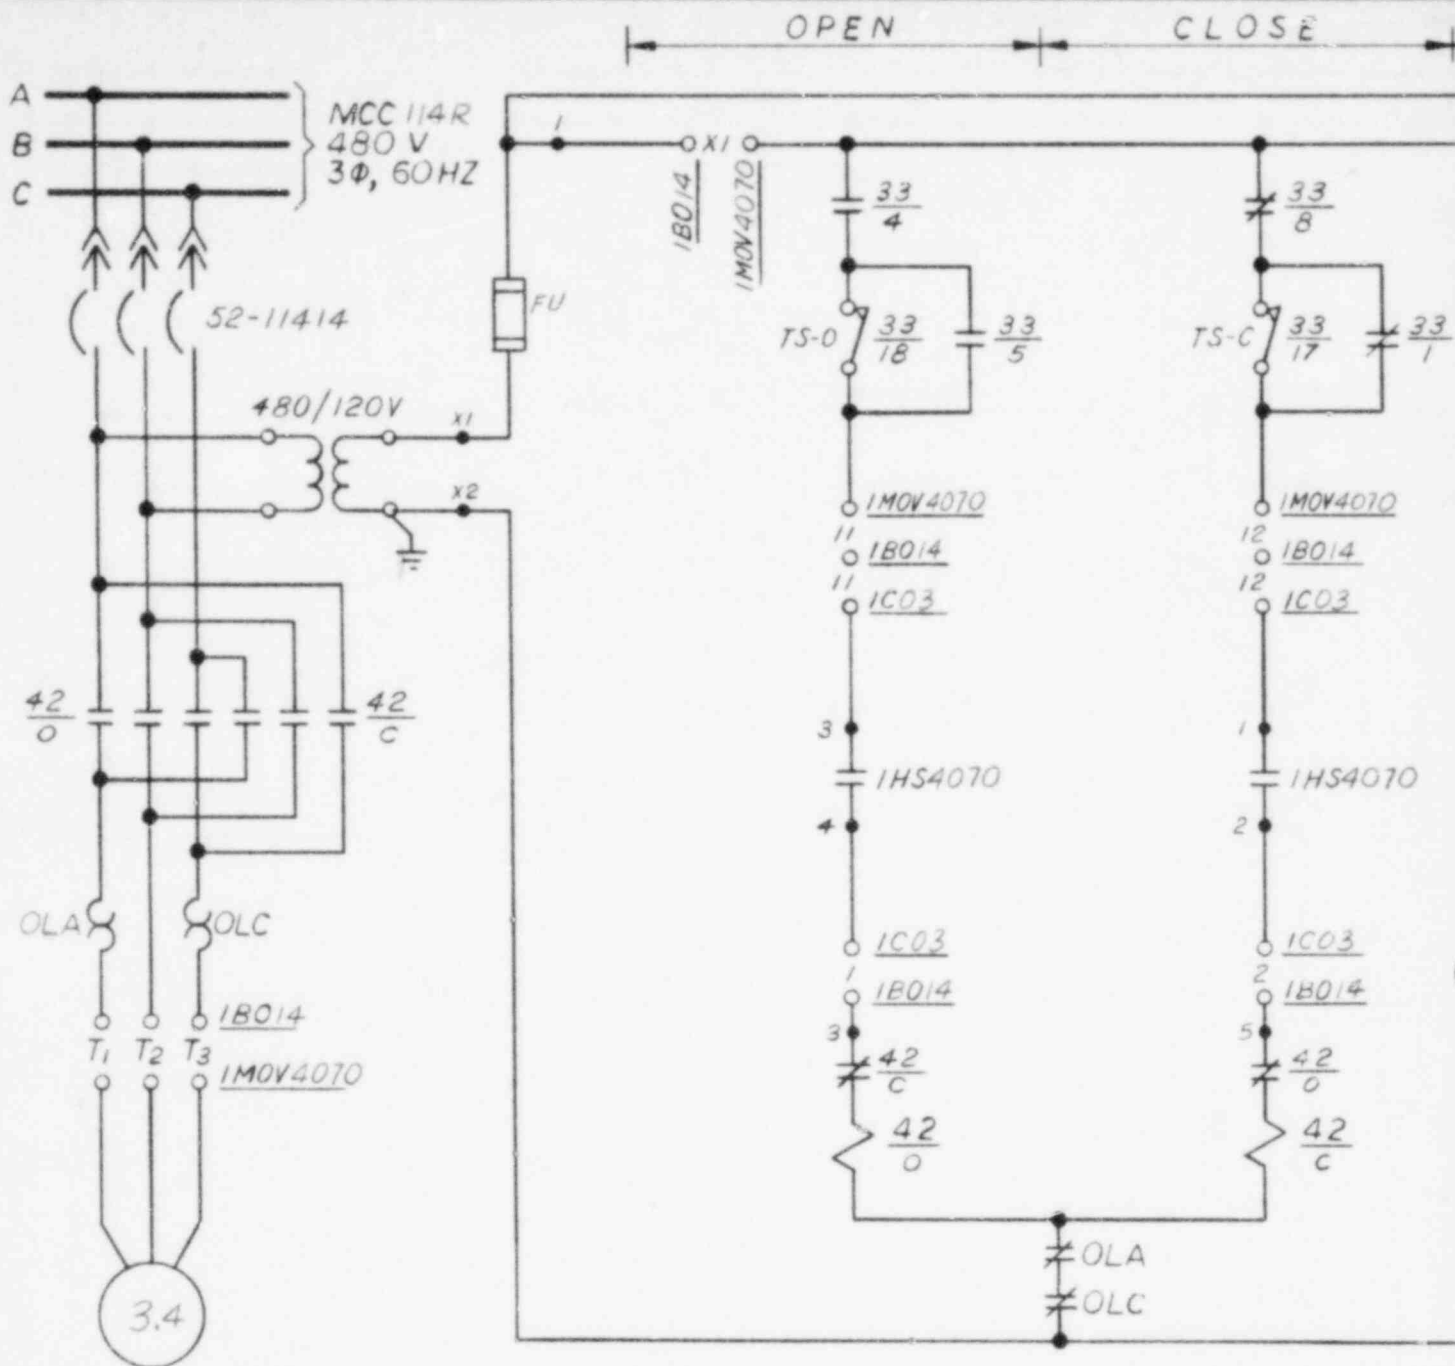 OPEN
CLOSE
A
B
C
MCC 114R
480 V
3Φ, 60HZ
52-11414
480/120V
X1
X2
FU
1
X1
1B014
1MOV4070
33
4
TS-O
33
18
33
5
1MOV4070
11
1B014
11
1C03
3
1HS4070
4
1C03
1
1B014
3
42
C
42
O
33
8
TS-C
33
17
33
1
1MOV4070
12
1B014
12
1C03
1
1HS4070
2
1C03
2
1B014
5
42
O
42
C
OLA
OLC
42
O
42
C
OLA
OLC
1B014
T1 T2 T3
1MOV4070
3.4